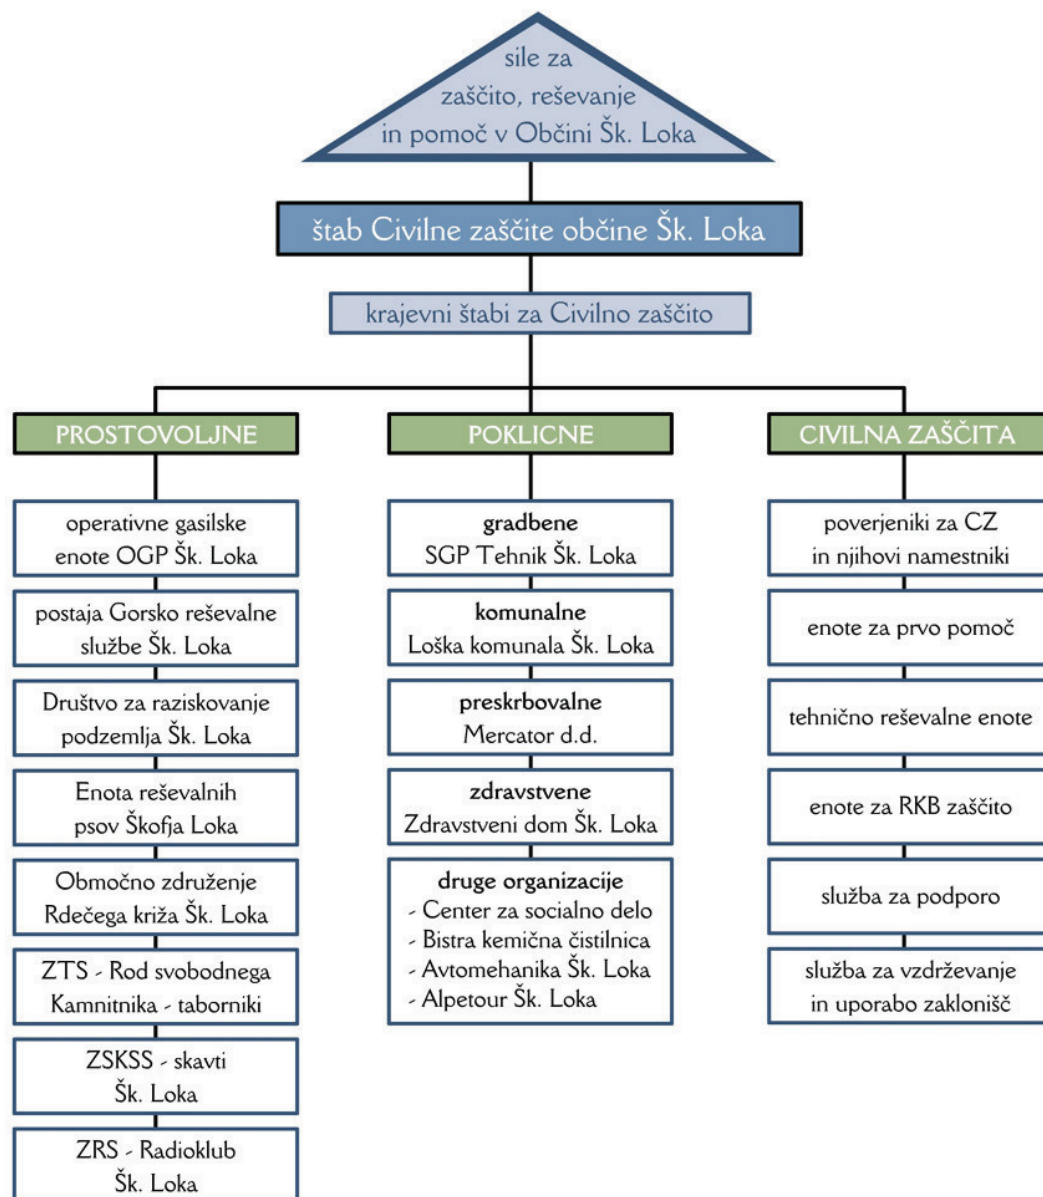 sile za
zaščito, reševanje
in pomoč v Občini Šk. Loka
štab Civilne zaščite občine Šk. Loka
krajevni štabi za Civilno zaščito
PROSTOVOLJNE
operativne gasilske
enote OGP Šk. Loka
postaja Gorsko reševalne
službe Šk. Loka
Društvo za raziskovanje
podzemlja Šk. Loka
Enota reševalnih
psov Škofja Loka
Območno združenje
Rdečega križa Šk. Loka
ZTS - Rod svobodnega
Kamnitnika - taborniki
ZSKSS - skavti
Šk. Loka
ZRS - Radioklub
Šk. Loka
POKLICNE
gradbene
SGP Tehnik Šk. Loka
komunalne
Loška komunala Šk. Loka
preskrbovalne
Mercator d.d.
zdravstvene
Zdravstveni dom Šk. Loka
druge organizacije
- Center za socialno delo
- Bistra kemična čistilnica
- Avtomehanika Šk. Loka
- Alpetour Šk. Loka
CIVILNA ZAŠČITA
poverjeniki za CZ
in njihovi namestniki
enote za prvo pomoč
tehnično reševalne enote
enote za RKB zaščito
služba za podporo
služba za vzdrževanje
in uporabo zaklonišč